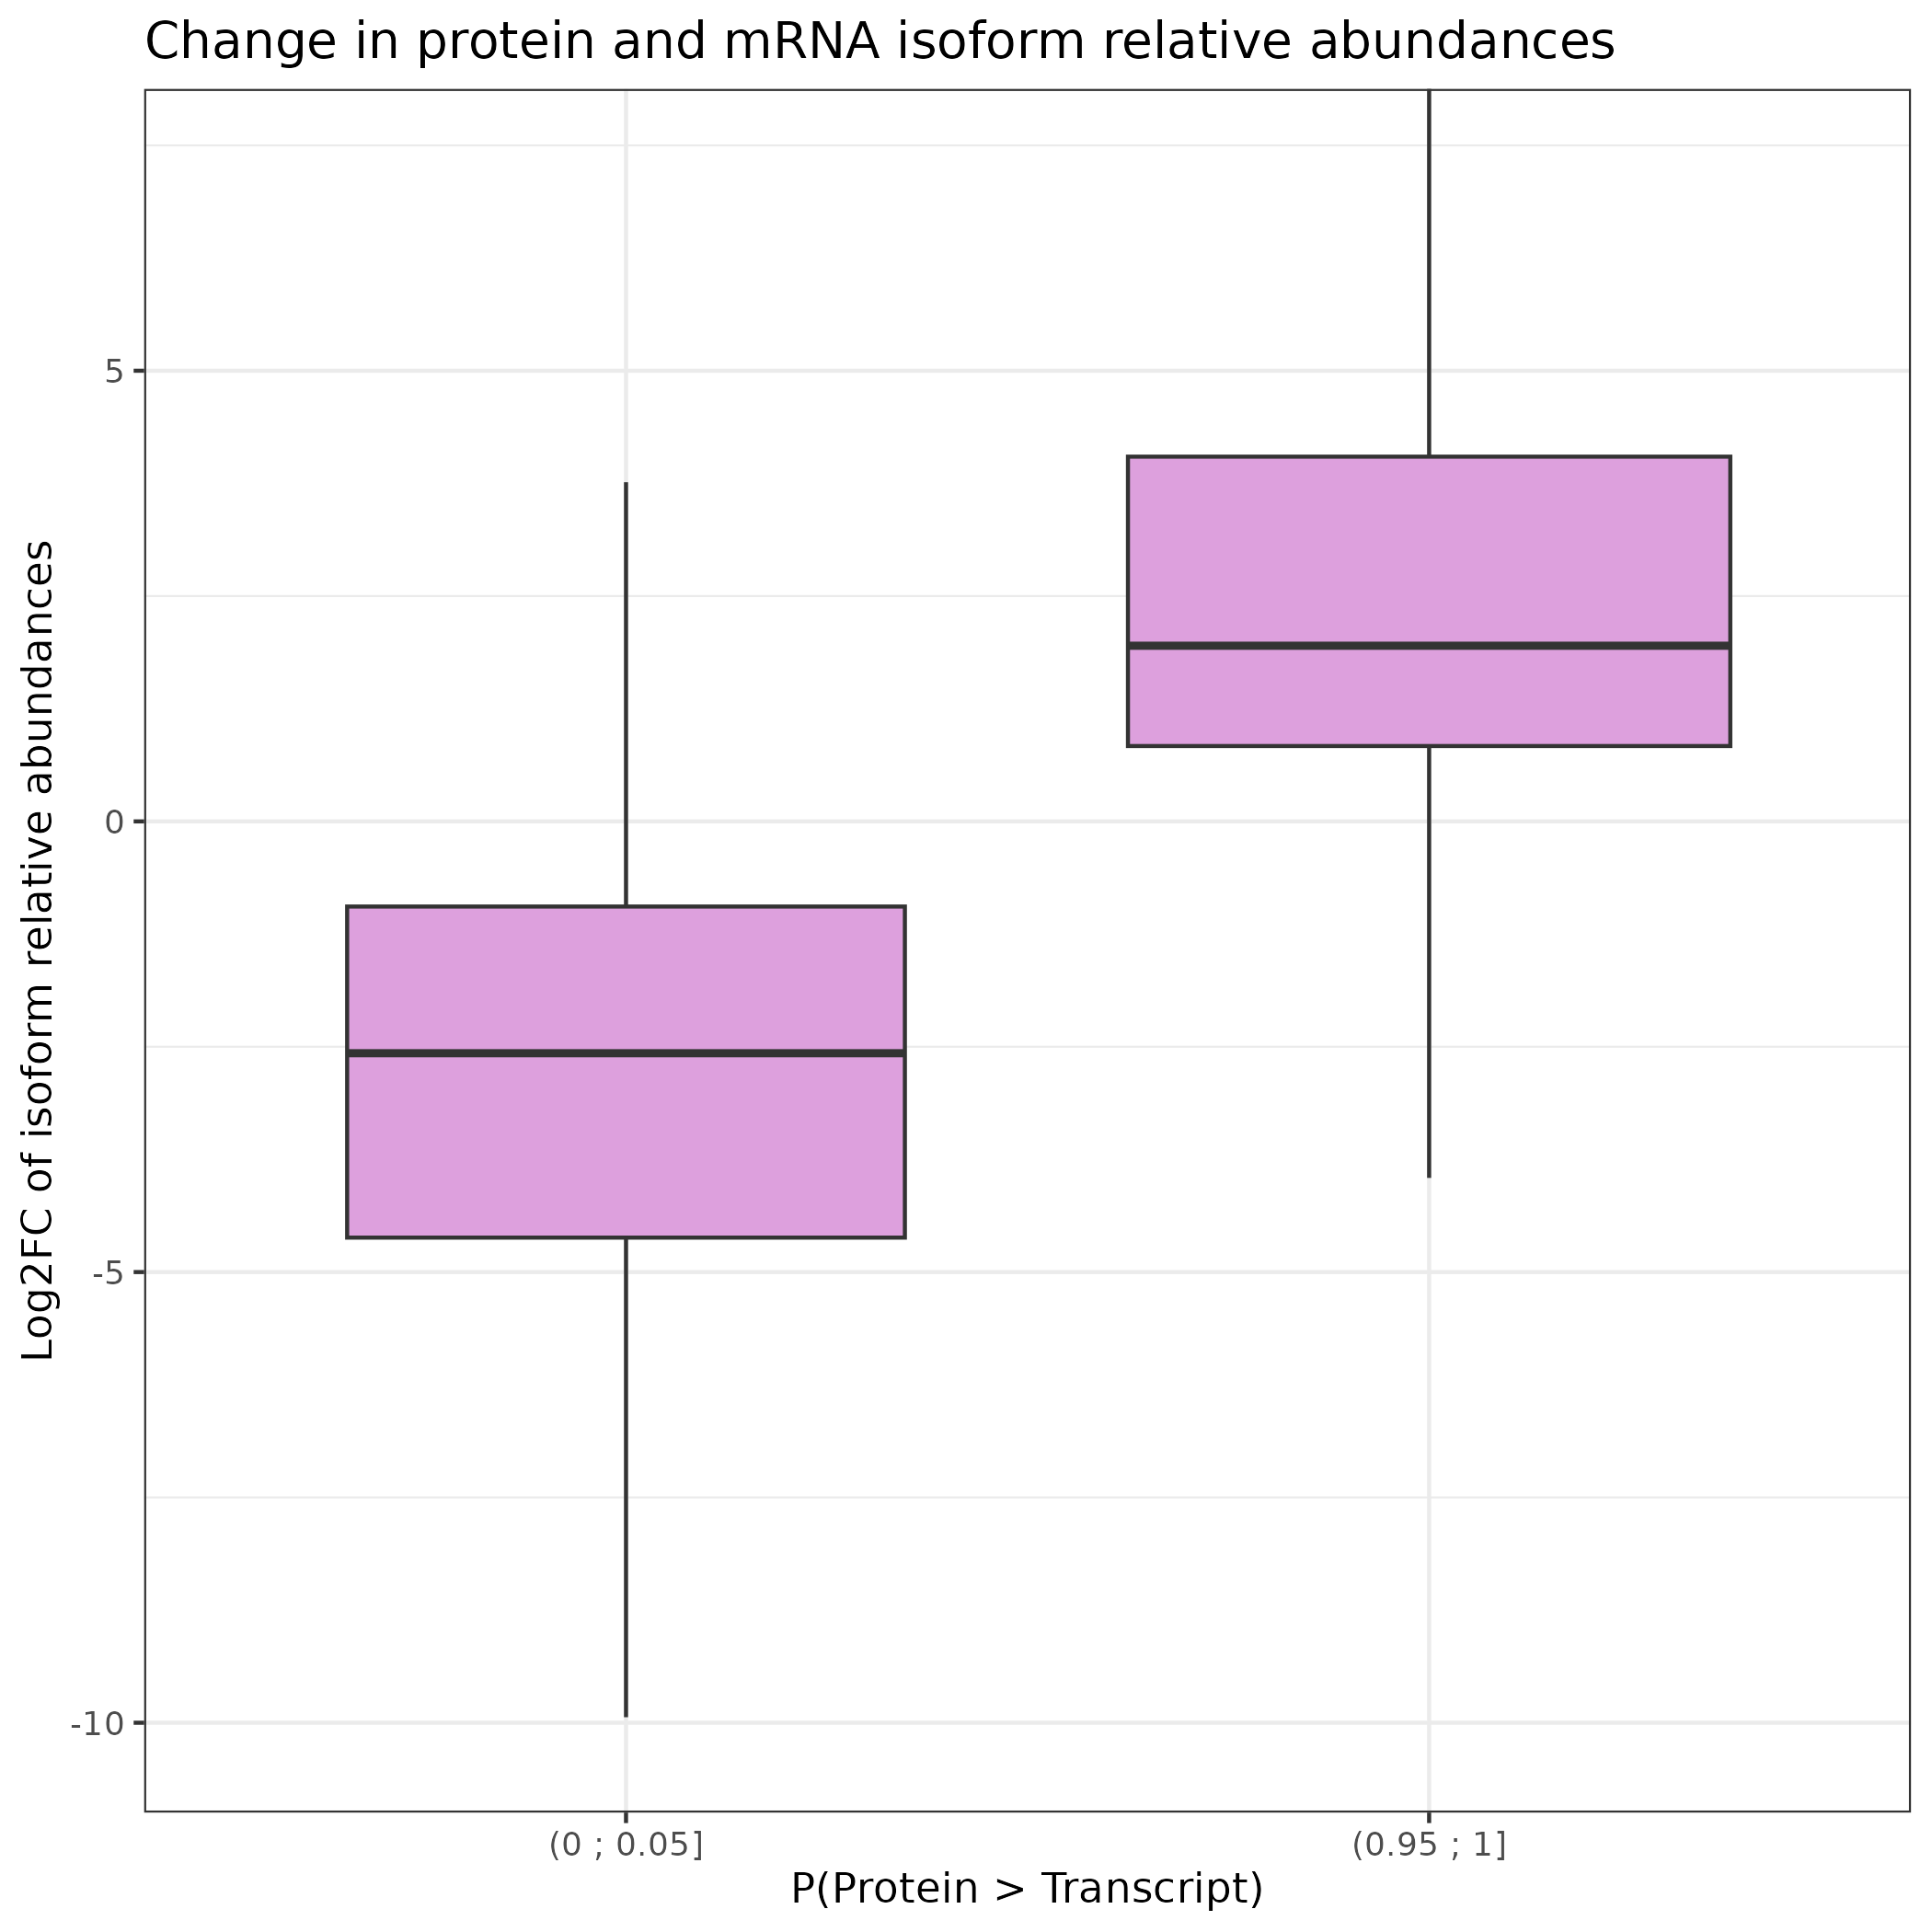 Change in protein and mRNA isoform relative abundances
Log2FC of isoform relative abundances
5
0
-5
-10
(0 ; 0.05]
(0.95 ; 1]
P(Protein > Transcript)